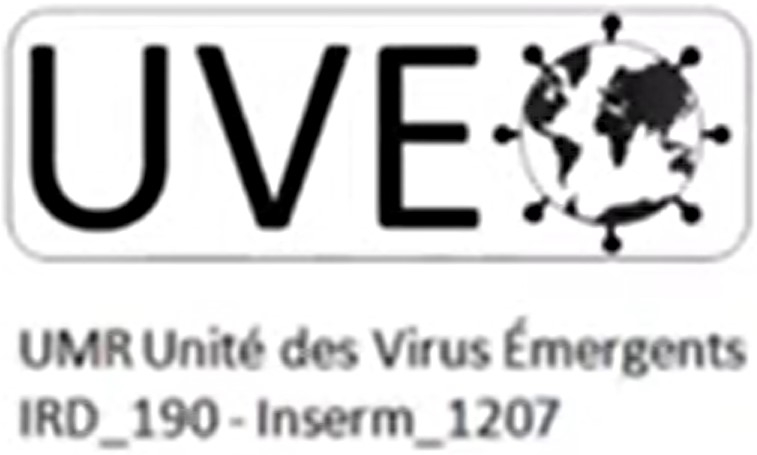 UVE
UMR Unité des Virus Émergents
IRD_190 - Inserm_1207